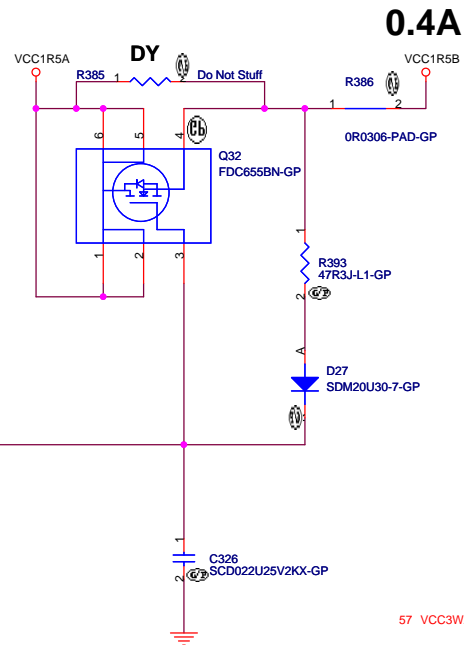 0.4A
VCC1R5A
DY
VCC1R5B
R385
1
2
Do Not Stuff
R386
1
2
0R0306-PAD-GP
6
5
4
Q32
FDC655BN-GP
1
2
3
1
R393
47R3J-L1-GP
2
G/P
A
D27
SDM20U30-7-GP
1
C326
SCD022U25V2KX-GP
2
G/P
57 VCC3W